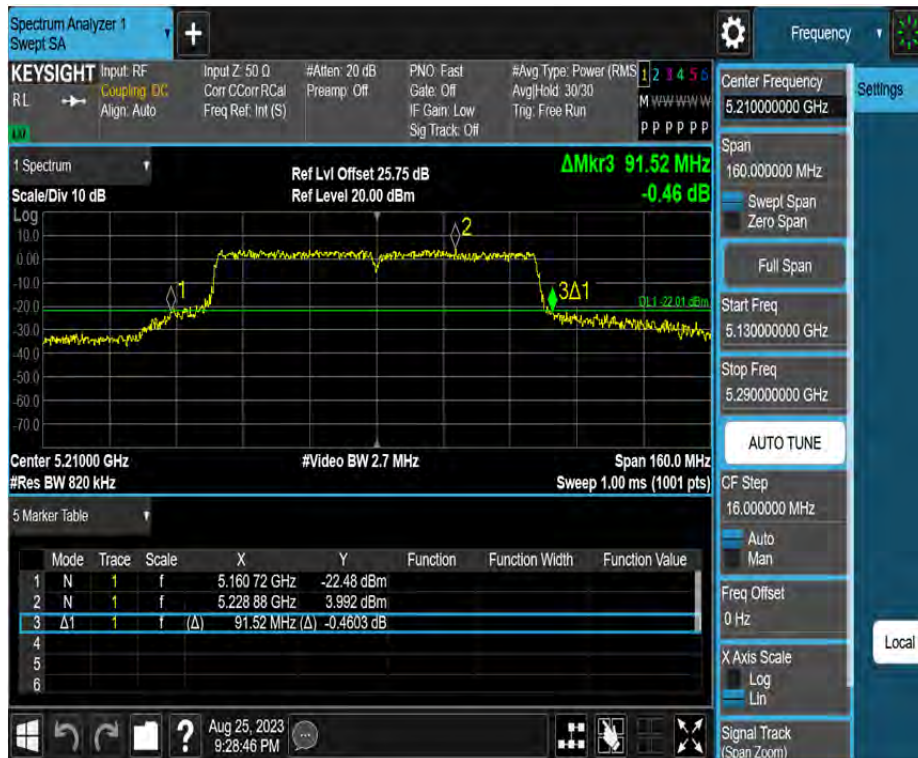 Spectrum Analyzer 1
Swept SA
Frequency
KEYSIGHT
RL
Input: RF
Coupling: DC
Align: Auto
Input Z: 50 Ω
Corr CCorr RCal
Freq Ref: Int (S)
#Atten: 20 dB
Preamp: Off
PNO: Fast
Gate: Off
IF Gain: Low
Sig Track: Off
#Avg Type: Power (RMS
Avg|Hold: 30/30
Trig: Free Run
1 2 3 4 5 6
M W W W W W
P P P P P P
1 Spectrum
Scale/Div 10 dB
Ref Lvl Offset 25.75 dB
Ref Level 20.00 dBm
ΔMkr3 91.52 MHz
-0.46 dB
Log
10.0
0.00
-10.0
-20.0
-30.0
-40.0
-50.0
-60.0
-70.0
1
2
3Δ1
DL1 -22.01 dBm
Center 5.21000 GHz
#Video BW 2.7 MHz
Span 160.0 MHz
#Res BW 820 kHz
Sweep 1.00 ms (1001 pts)
5 Marker Table
Mode Trace Scale X Y Function Function Width Function Value
1 N 1 f 5.160 72 GHz -22.48 dBm
2 N 1 f 5.228 88 GHz 3.992 dBm
3 Δ1 1 f (Δ) 91.52 MHz (Δ) -0.4603 dB
4
5
6
Aug 25, 2023
9:28:46 PM
Center Frequency
5.210000000 GHz
Settings
Span
160.000000 MHz
Swept Span
Zero Span
Full Span
Start Freq
5.130000000 GHz
Stop Freq
5.290000000 GHz
AUTO TUNE
CF Step
16.000000 MHz
Auto
Man
Freq Offset
0 Hz
Local
X Axis Scale
Log
Lin
Signal Track
(Span Zoom)